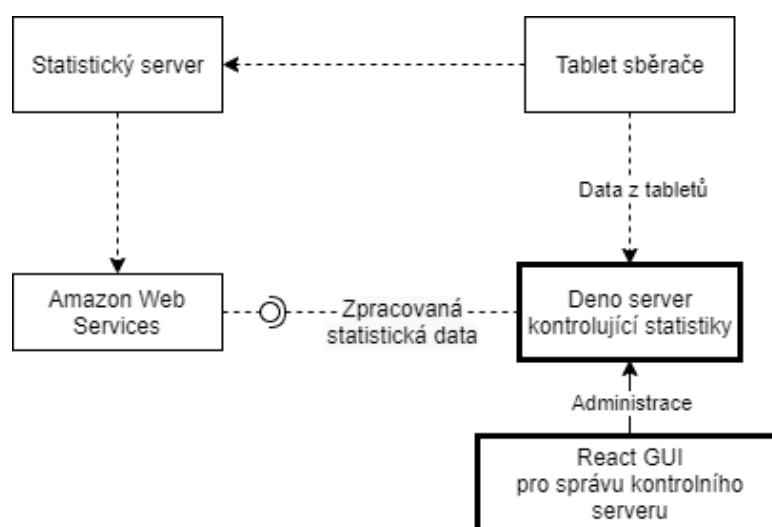 Statistický server
Tablet sběrače
Data z tabletů
Amazon Web
Services
Zpracovaná
statistická data
Deno server
kontrolující statistiky
Administrace
React GUI
pro správu kontrolního
serveru